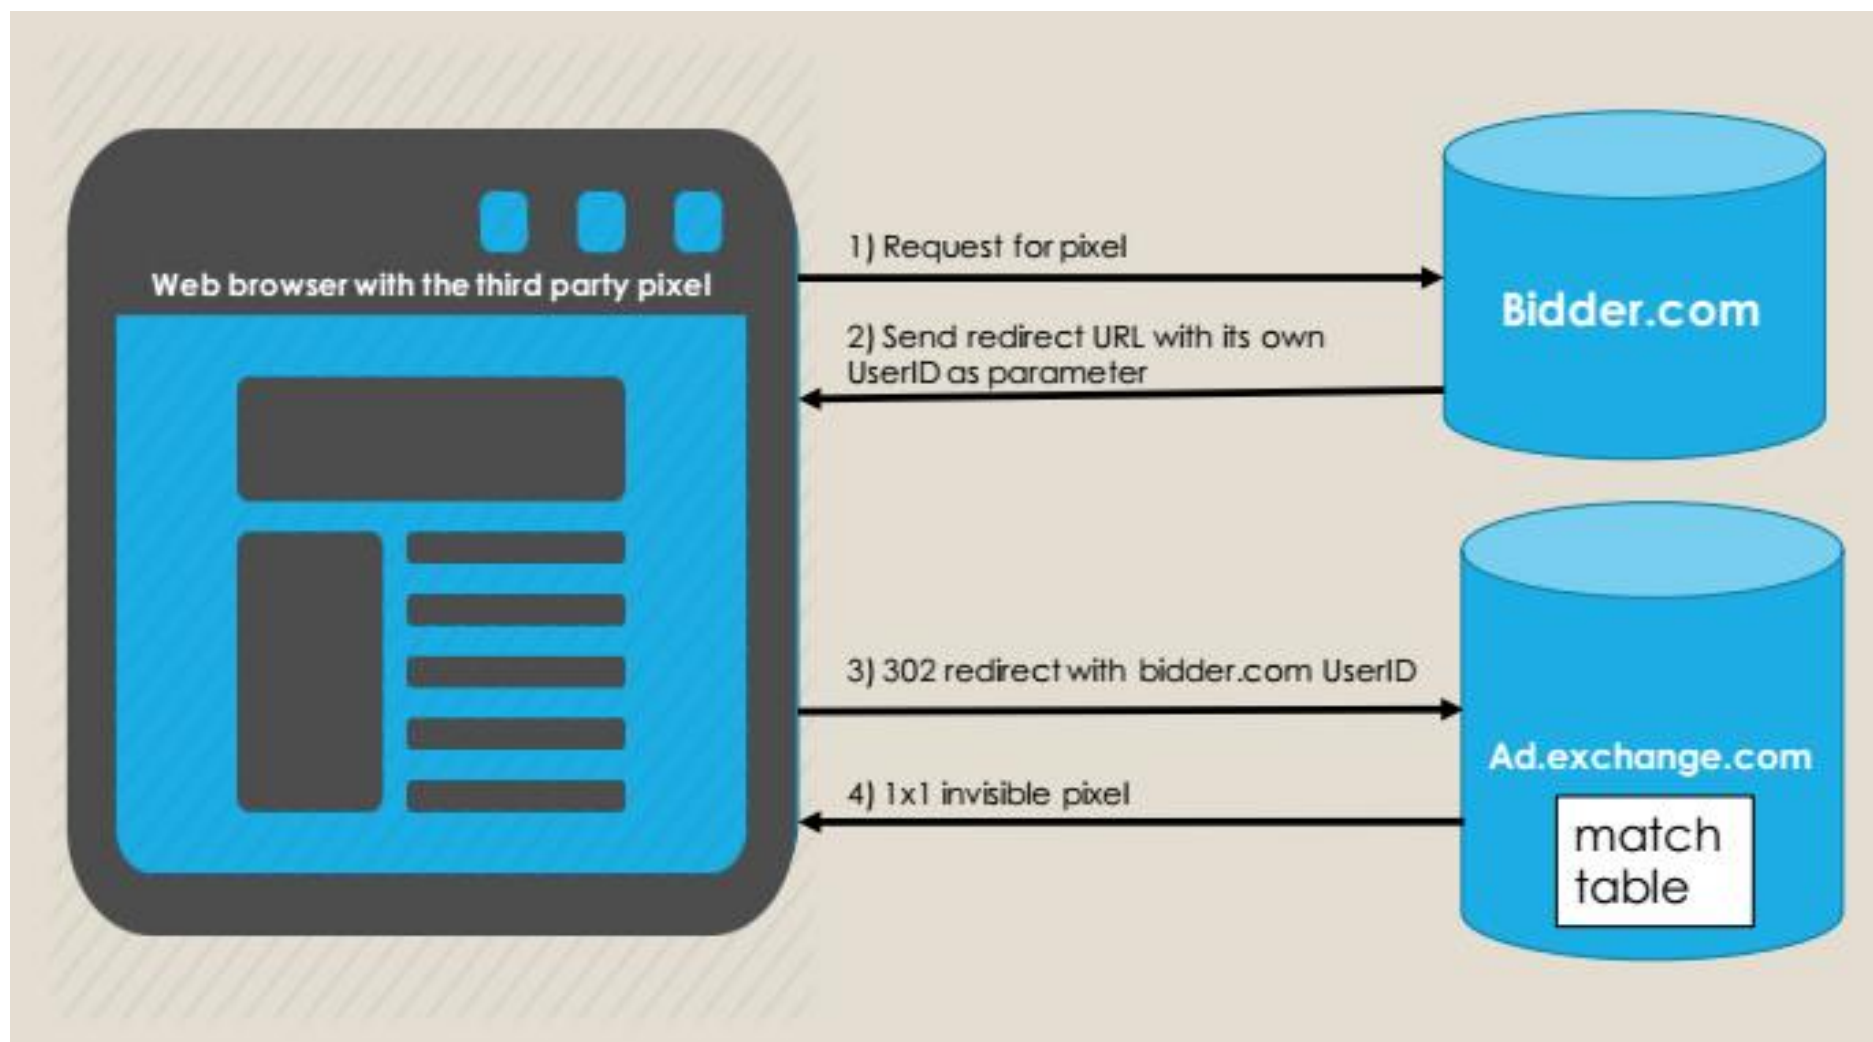 Web browser with the third party pixel
1) Request for pixel
2) Send redirect URL with its own
UserID as parameter
Bidder.com
3) 302 redirect with bidder.com UserID
4) 1x1 invisible pixel
Ad.exchange.com
match
table